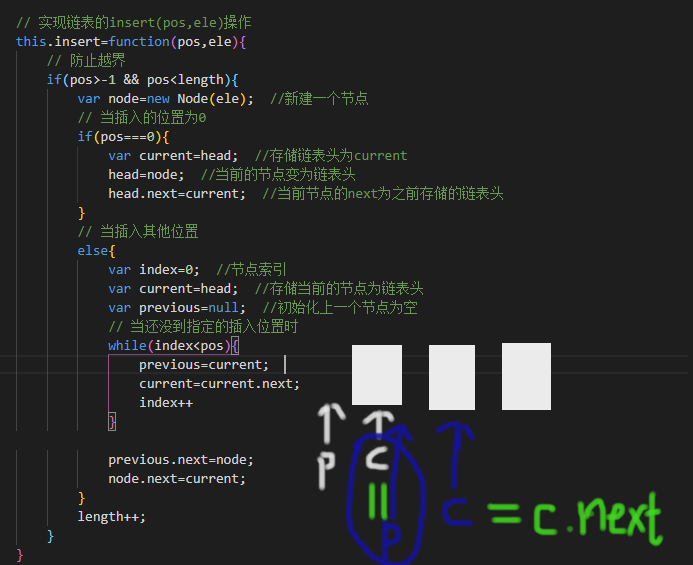 // 实现链表的insert(pos,ele)操作
this.insert=function(pos,ele){
// 防止越界
if(pos>-1 && pos<length){
var node=new Node(ele);  //新建一个节点
// 当插入的位置为0
if(pos===0){
var current=head;  //存储链表头为current
head=node;  //当前的节点变为链表头
head.next=current;  //当前节点的next为之前存储的链表头
}
// 当插入其他位置
else{
var index=0;  //节点索引
var current=head;  //存储当前的节点为链表头
var previous=null;  //初始化上一个节点为空
// 当还没到指定的插入位置时
while(index<pos){
previous=current;
current=current.next;
index++
}
previous.next=node;
node.next=current;
}
length++;
}
}
P C
|| P
C = c.next